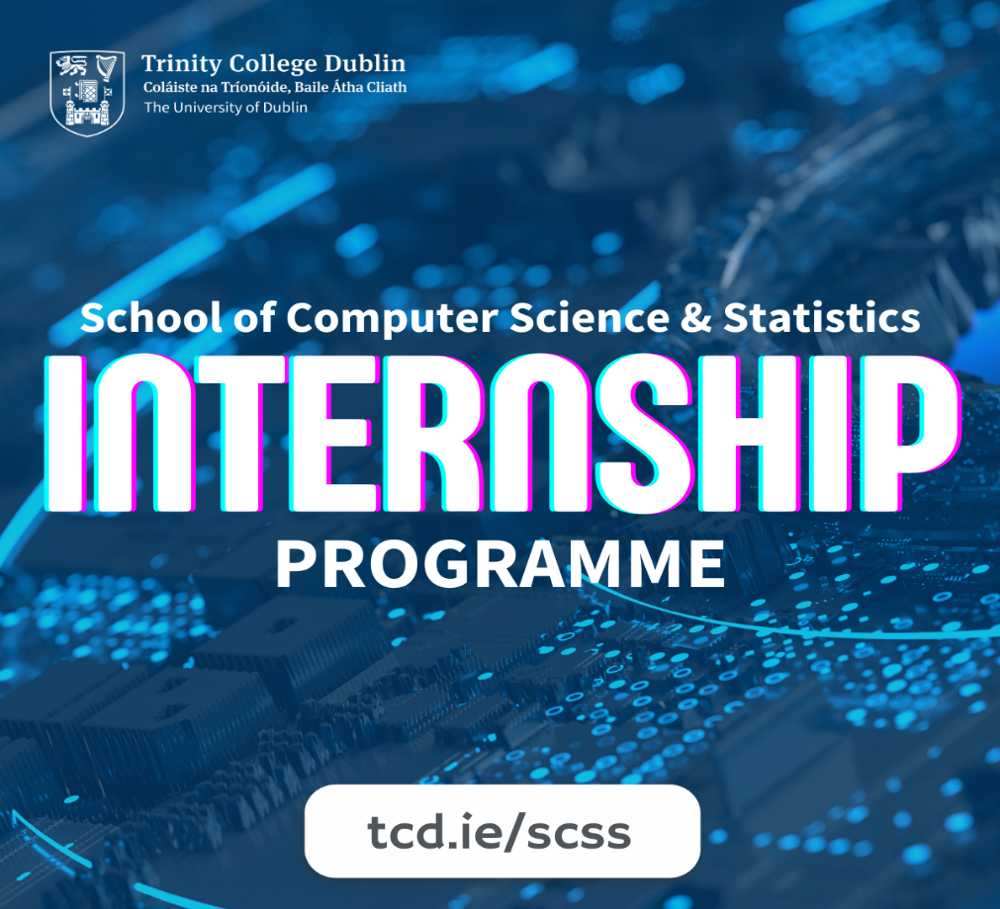 Trinity College Dublin
Coláiste na Tríonóide, Baile Átha Cliath
The University of Dublin
School of Computer Science & Statistics
INTERNSHIP
PROGRAMME
tcd.ie/scss